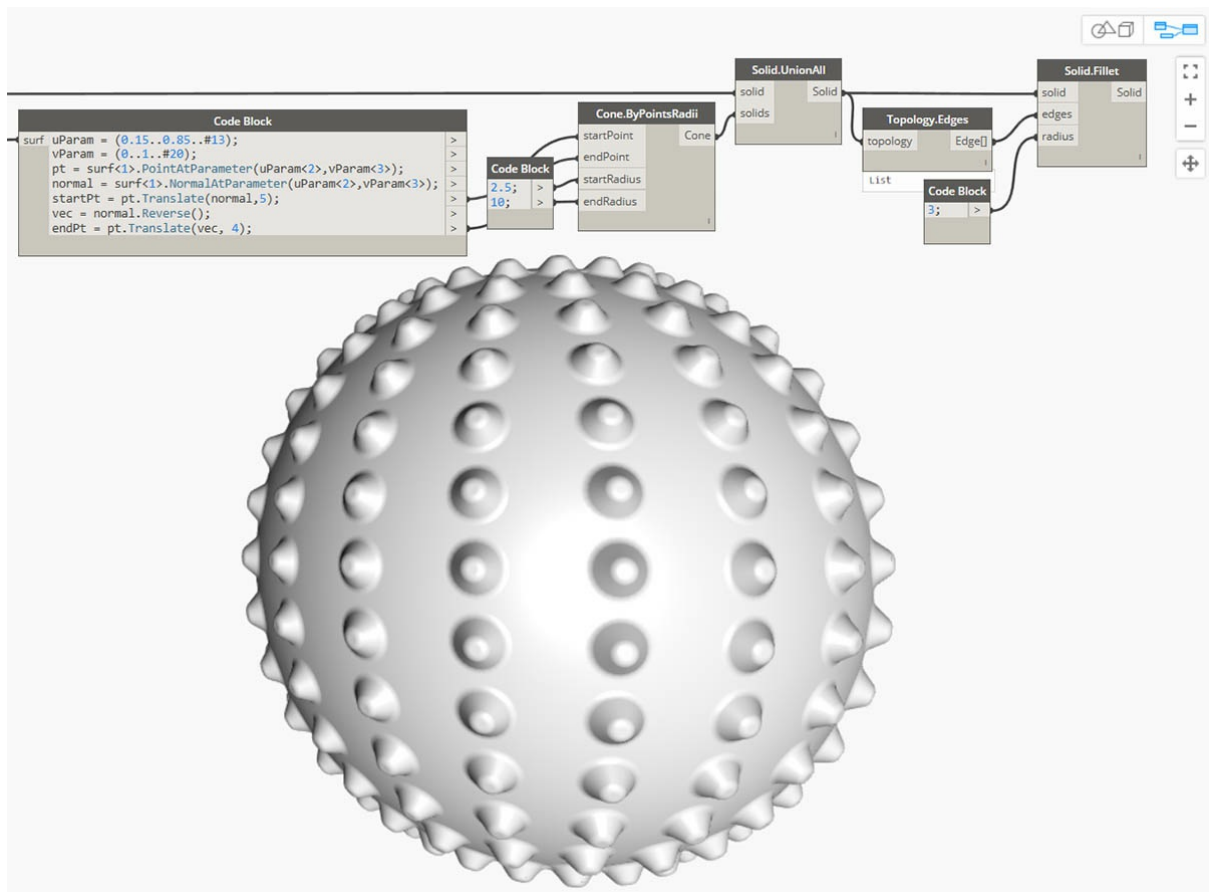 Code Block
surf uParam = (0.15..0.85..#13); >
vParam = (0..1..#20); >
pt = surf<1>.PointAtParameter(uParam<2>,vParam<3>); >
normal = surf<1>.NormalAtParameter(uParam<2>,vParam<3>); >
startPt = pt.Translate(normal,5); >
vec = normal.Reverse(); >
endPt = pt.Translate(vec, 4); >
Code Block
2.5; >
10; >
Cone.ByPointsRadii
startPoint Cone
endPoint
startRadius
endRadius
l
Solid.UnionAll
solid Solid
solids
l
Topology.Edges
topology Edge[]
l
List
Code Block
3; >
Solid.Fillet
solid Solid
edges
radius
l